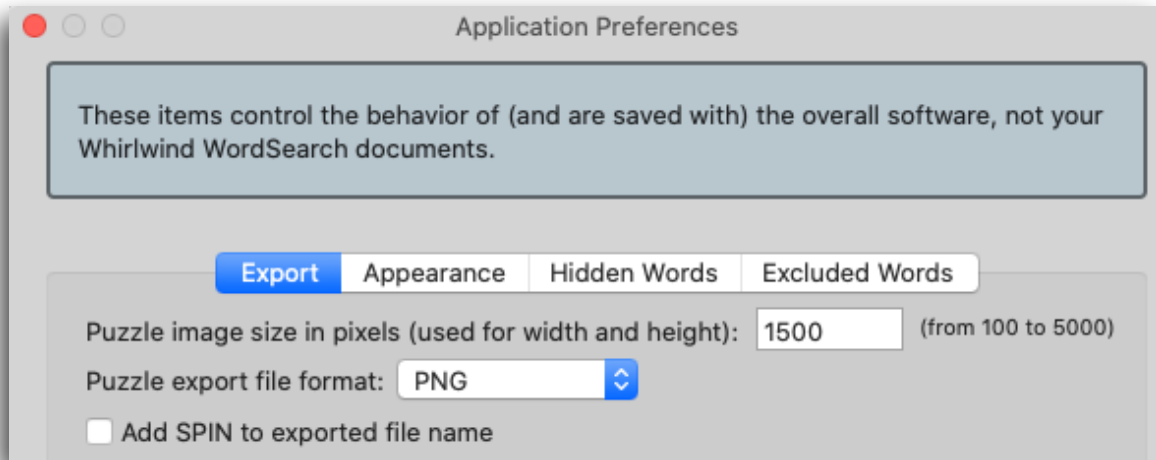 Application Preferences
These items control the behavior of (and are saved with) the overall software, not your
Whirlwind WordSearch documents.
Export Appearance Hidden Words Excluded Words
Puzzle image size in pixels (used for width and height): 1500 (from 100 to 5000)
Puzzle export file format: PNG
Add SPIN to exported file name